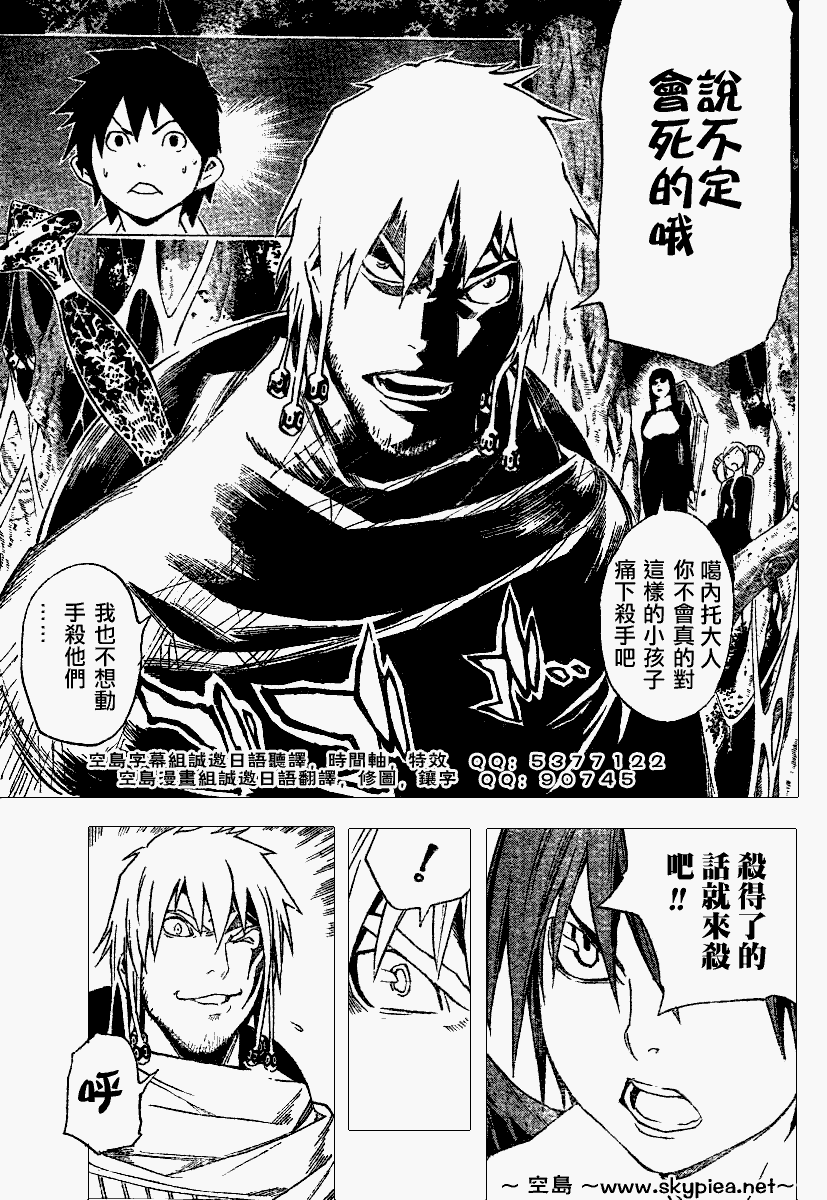 說不定
會死的哦
噶內托大人
你不會真的對
這樣的小孩子
痛下殺手吧
我也不想動
手殺他們
……
空島字幕組誠邀日語聽譯, 時間軸, 特效 QQ: 5377122
空島漫畫組誠邀日語翻譯, 修圖, 鑲字 QQ: 90745
殺得了的
話就來殺
吧!!
!
呼
~ 空島 ~www.skypiea.net~